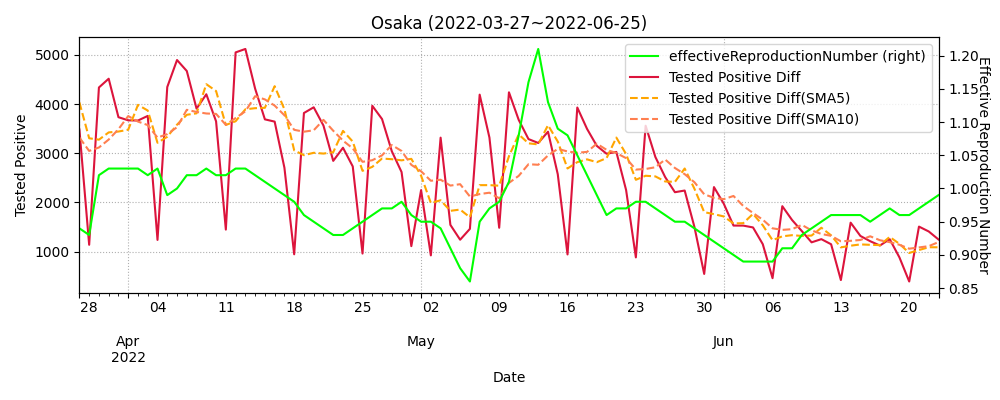 Osaka (2022-03-27~2022-06-25)
effectiveReproductionNumber (right)
Tested Positive Diff
Tested Positive Diff(SMA5)
Tested Positive Diff(SMA10)
Tested Positive
5000
4000
3000
2000
1000
Effective Reproduction Number
1.20
1.15
1.10
1.05
1.00
0.95
0.90
0.85
28 04 11 18 25 02 09 16 23 30 06 13 20
Apr May Jun
2022
Date